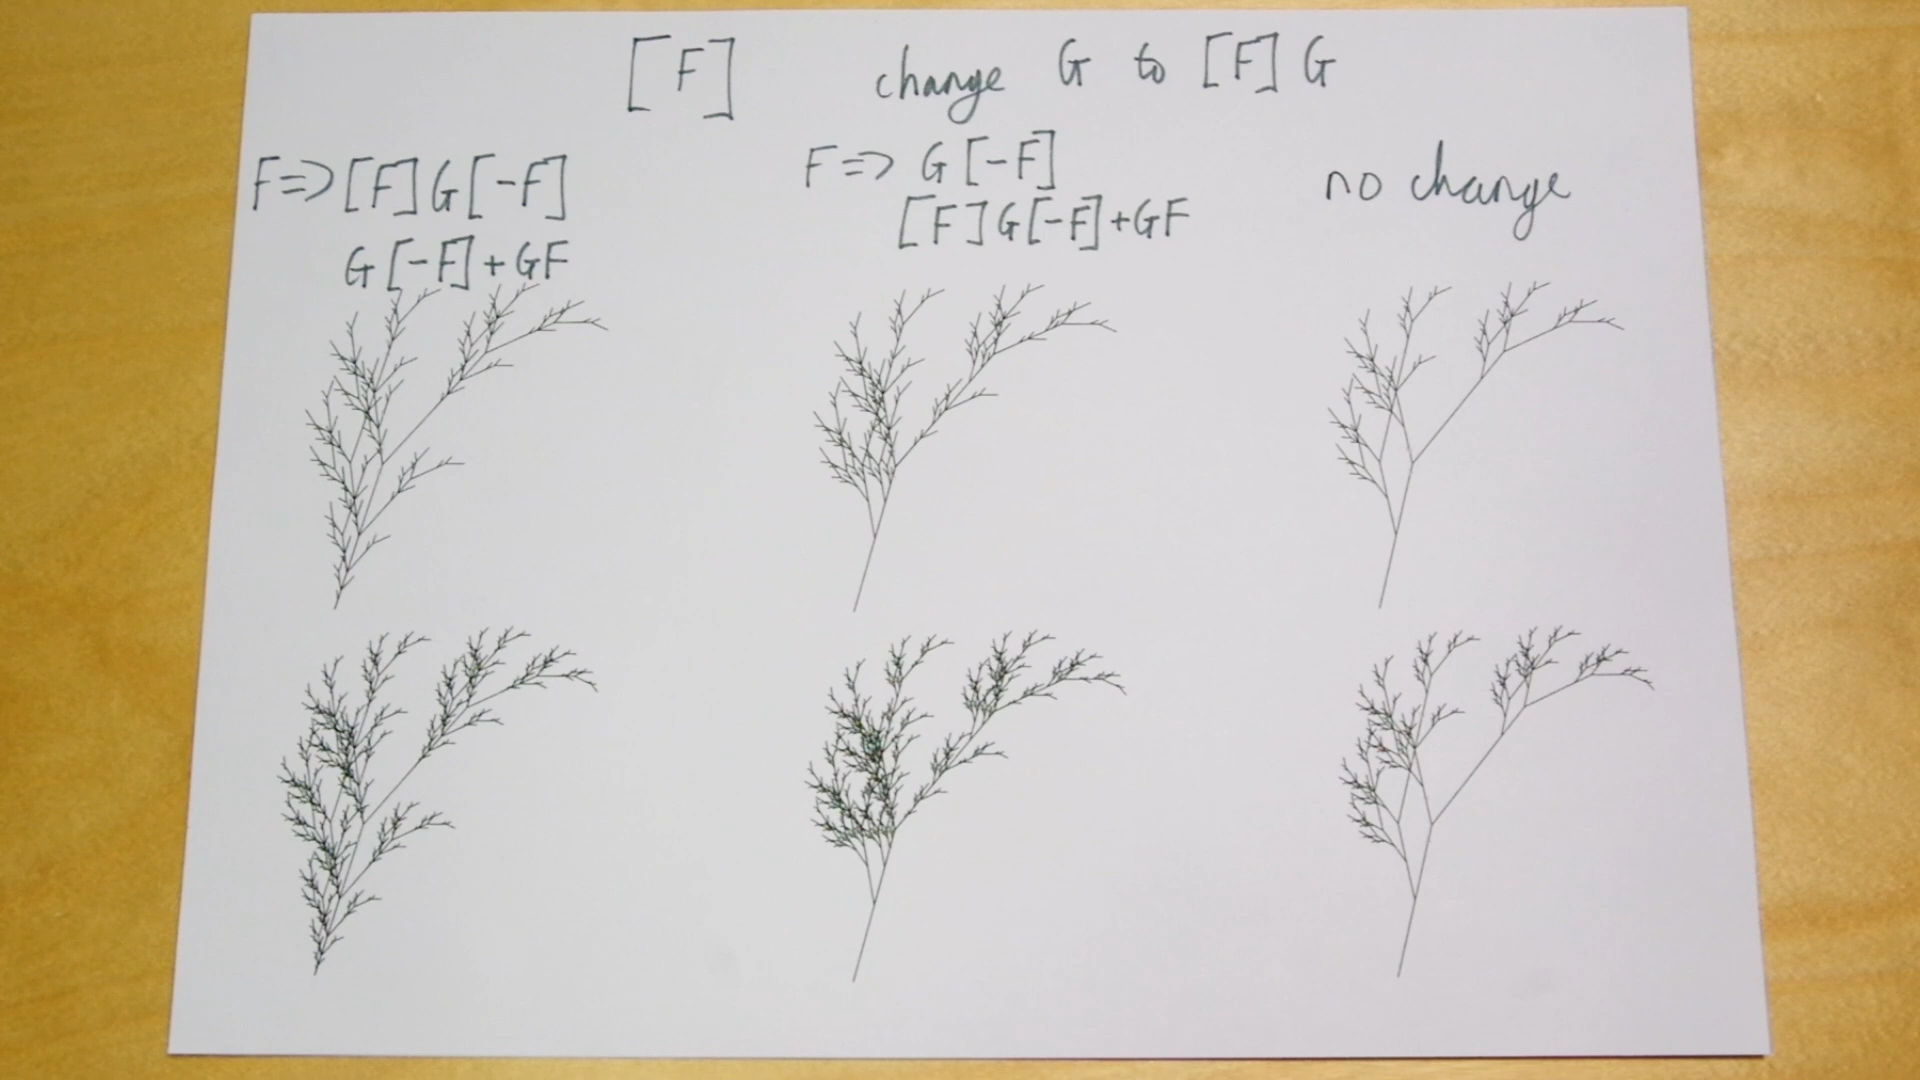 [F] change G to [F] G
F=>[F]G[-F]
G[-F]+GF
F=> G[-F]
[F]G[-F]+GF
no change